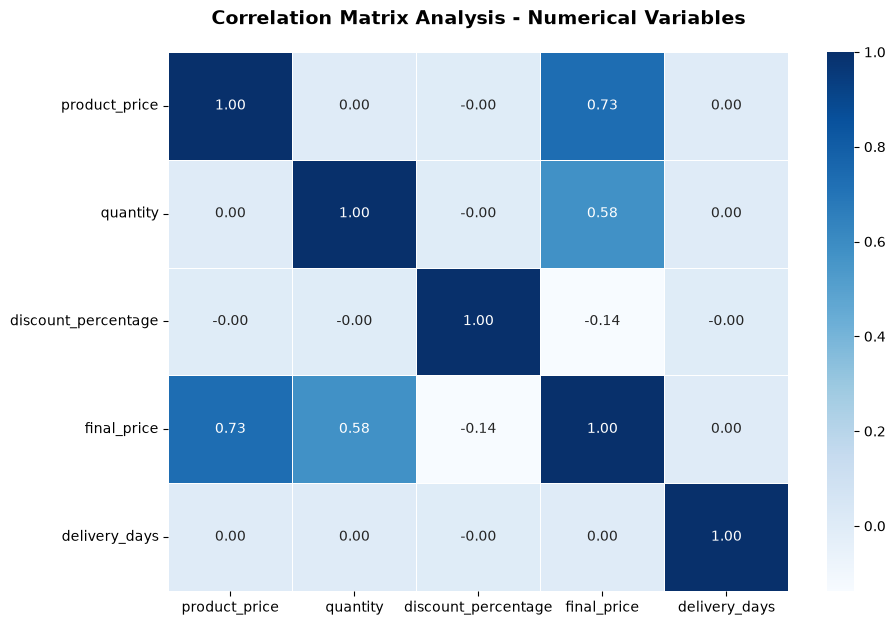 Correlation Matrix Analysis - Numerical Variables
product_price 1.00 0.00 -0.00 0.73 0.00
quantity 0.00 1.00 -0.00 0.58 0.00
discount_percentage -0.00 -0.00 1.00 -0.14 -0.00
final_price 0.73 0.58 -0.14 1.00 0.00
delivery_days 0.00 0.00 -0.00 0.00 1.00
product_price quantity discount_percentage final_price delivery_days
1.0
0.8
0.6
0.4
0.2
0.0